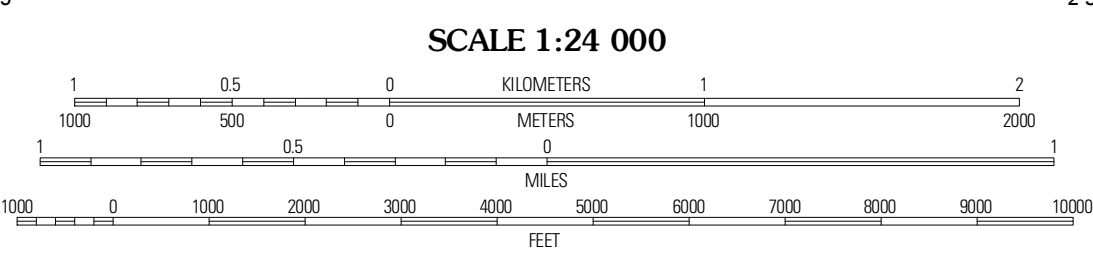 SCALE 1:24 000
1 0.5 0 KILOMETERS 1 2
1000 500 0 METERS 1000 2000
1 0.5 0 1
MILES
1000 0 1000 2000 3000 4000 5000 6000 7000 8000 9000 10000
FEET